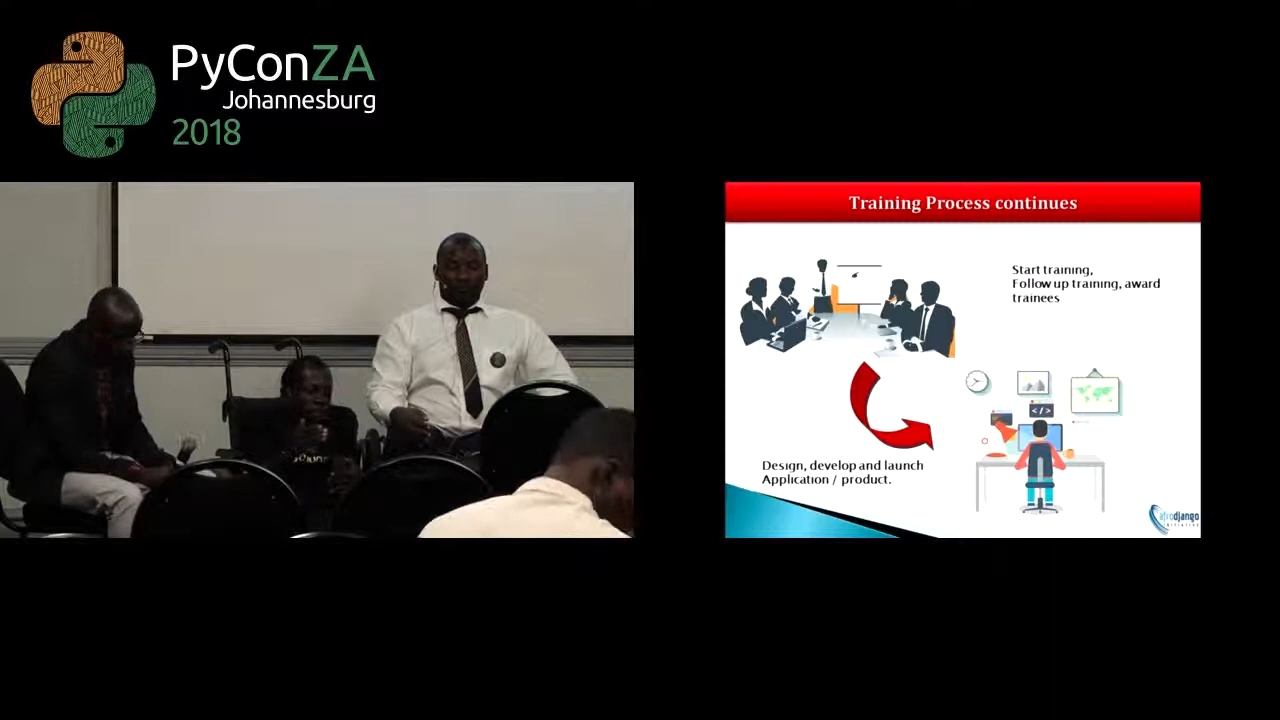 PyConZA
Johannesburg
2018
Training Process continues
Start training,
Follow up training, award
trainees
</>
Design, develop and launch
Application / product.
afrodjango
initiative